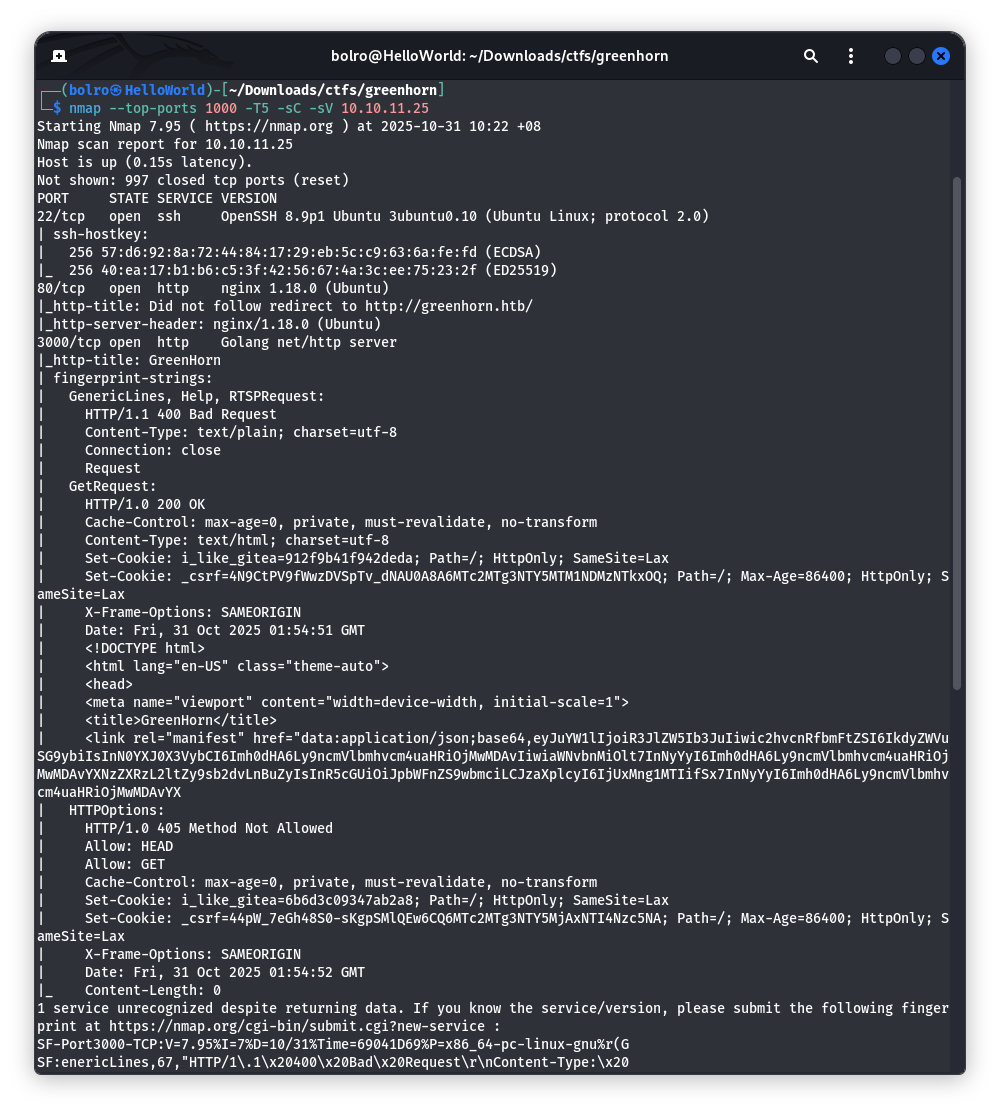 bolro@HelloWorld: ~/Downloads/ctfs/greenhorn
┌──(bolro㉿HelloWorld)-[~/Downloads/ctfs/greenhorn]
└─$ nmap --top-ports 1000 -T5 -sC -sV 10.10.11.25
Starting Nmap 7.95 ( https://nmap.org ) at 2025-10-31 10:22 +08
Nmap scan report for 10.10.11.25
Host is up (0.15s latency).
Not shown: 997 closed tcp ports (reset)
PORT     STATE SERVICE VERSION
22/tcp   open  ssh     OpenSSH 8.9p1 Ubuntu 3ubuntu0.10 (Ubuntu Linux; protocol 2.0)
| ssh-hostkey:
|   256 57:d6:92:8a:72:44:84:17:29:eb:5c:c9:63:6a:fe:fd (ECDSA)
|_  256 40:ea:17:b1:b6:c5:3f:42:56:67:4a:3c:ee:75:23:2f (ED25519)
80/tcp   open  http    nginx 1.18.0 (Ubuntu)
|_http-title: Did not follow redirect to http://greenhorn.htb/
|_http-server-header: nginx/1.18.0 (Ubuntu)
3000/tcp open  http    Golang net/http server
|_http-title: GreenHorn
| fingerprint-strings:
|   GenericLines, Help, RTSPRequest:
|     HTTP/1.1 400 Bad Request
|     Content-Type: text/plain; charset=utf-8
|     Connection: close
|     Request
|   GetRequest:
|     HTTP/1.0 200 OK
|     Cache-Control: max-age=0, private, must-revalidate, no-transform
|     Content-Type: text/html; charset=utf-8
|     Set-Cookie: i_like_gitea=912f9b41f942deda; Path=/; HttpOnly; SameSite=Lax
|     Set-Cookie: _csrf=4N9CtPV9fWwzDVSpTv_dNAU0A8A6MTc2MTg3NTY5MTM1NDMzNTkxOQ; Path=/; Max-Age=86400; HttpOnly; S
ameSite=Lax
|     X-Frame-Options: SAMEORIGIN
|     Date: Fri, 31 Oct 2025 01:54:51 GMT
|     <!DOCTYPE html>
|     <html lang="en-US" class="theme-auto">
|     <head>
|     <meta name="viewport" content="width=device-width, initial-scale=1">
|     <title>GreenHorn</title>
|     <link rel="manifest" href="data:application/json;base64,eyJuYW1lIjoiR3JlZW5Ib3JuIiwic2hvcnRfbmFtZSI6IkdyZWVu
SG9ybiIsInN0YXJ0X3VybCI6Imh0dHA6Ly9ncmVlbmhvcm4uaHRiOjMwMDAvIiwiaWNvbnMiOlt7InNyYyI6Imh0dHA6Ly9ncmVlbmhvcm4uaHRiOj
MwMDAvYXNzZXRzL2ltZy9sb2dvLnBuZyIsInR5cGUiOiJpbWFnZS9wbmciLCJzaXplcyI6IjUxMng1MTIifSx7InNyYyI6Imh0dHA6Ly9ncmVlbmhv
cm4uaHRiOjMwMDAvYX
|   HTTPOptions:
|     HTTP/1.0 405 Method Not Allowed
|     Allow: HEAD
|     Allow: GET
|     Cache-Control: max-age=0, private, must-revalidate, no-transform
|     Set-Cookie: i_like_gitea=6b6d3c09347ab2a8; Path=/; HttpOnly; SameSite=Lax
|     Set-Cookie: _csrf=44pW_7eGh48S0-sKgpSMlQEw6CQ6MTc2MTg3NTY5MjAxNTI4Nzc5NA; Path=/; Max-Age=86400; HttpOnly; S
ameSite=Lax
|     X-Frame-Options: SAMEORIGIN
|     Date: Fri, 31 Oct 2025 01:54:52 GMT
|_    Content-Length: 0
1 service unrecognized despite returning data. If you know the service/version, please submit the following finger
print at https://nmap.org/cgi-bin/submit.cgi?new-service :
SF-Port3000-TCP:V=7.95%I=7%D=10/31%Time=69041D69%P=x86_64-pc-linux-gnu%r(G
SF:enericLines,67,"HTTP/1\.1\x20400\x20Bad\x20Request\r\nContent-Type:\x20